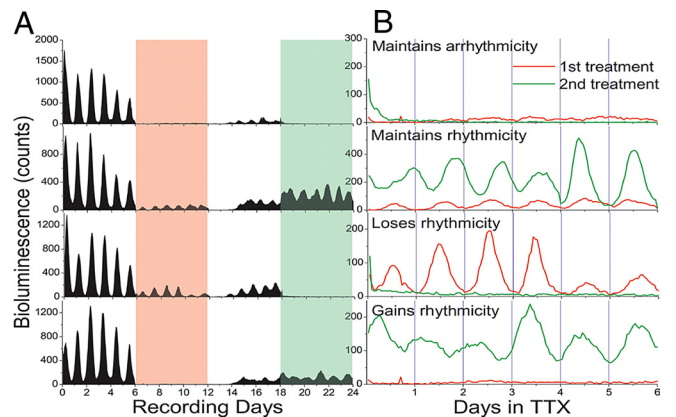 A
B
2000
1500
1000
500
0
800
400
0
1200
800
400
0
1200
800
400
0
0 2 4 6 8 10 12 14 16 18 20 22 24
Bioluminescence (counts)
Recording Days
300
200
100
0
Maintains arrhythmicity
1st treatment
2nd treatment
400
200
0
Maintains rhythmicity
200
100
0
Loses rhythmicity
200
100
0
Gains rhythmicity
0 1 2 3 4 5 6
Days in TTX